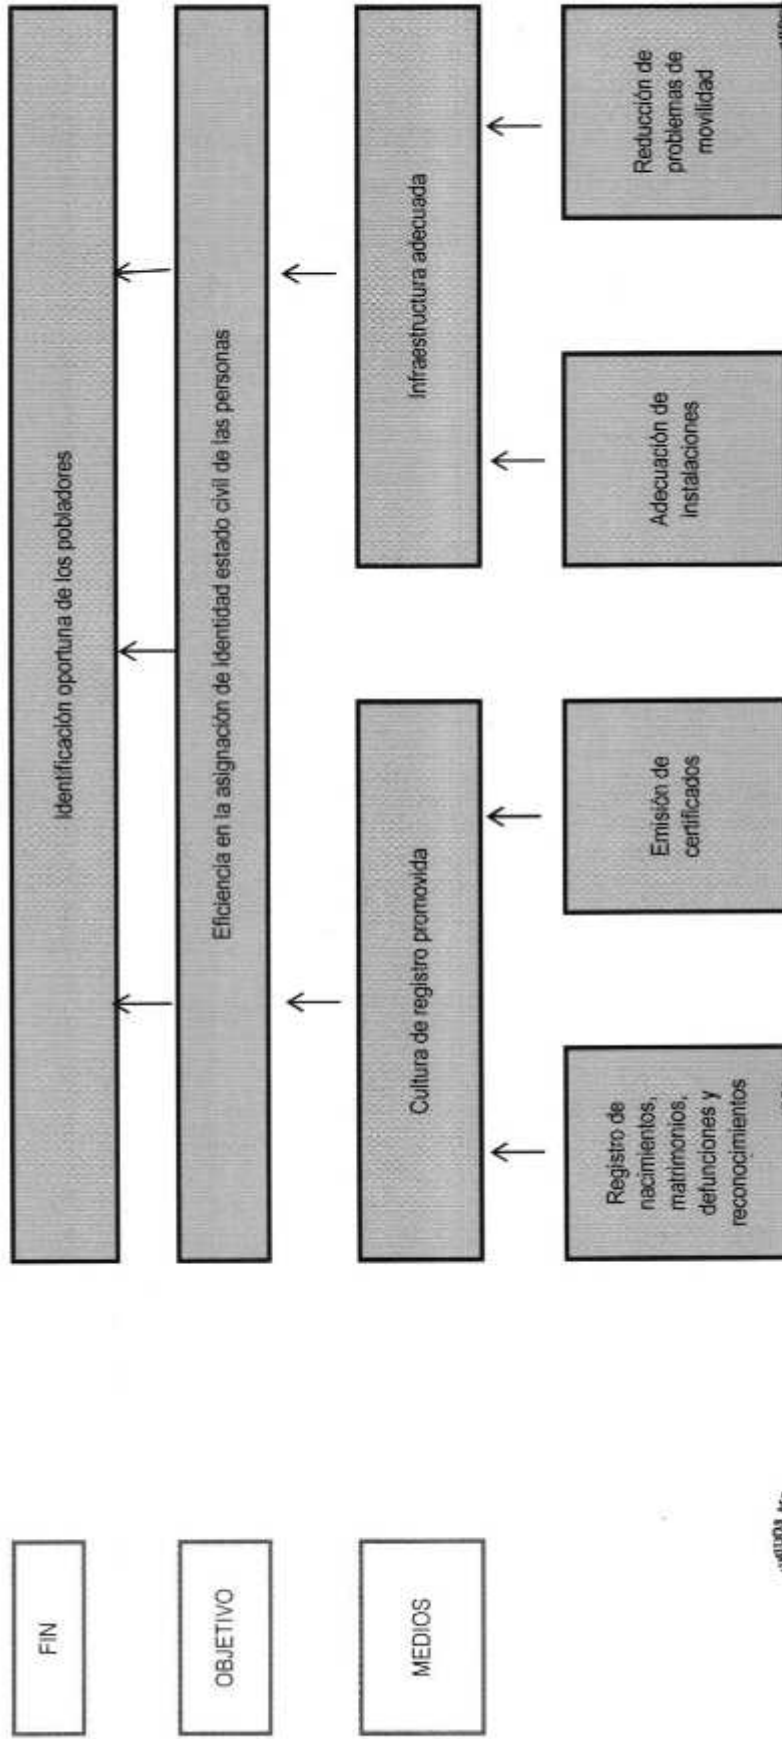 FIN
Identificación oportuna de los pobladores
OBJETIVO
Eficiencia en la asignación de identidad estado civil de las personas
MEDIOS
Cultura de registro promovida
Infraestructura adecuada
Registro de
nacimientos,
matrimonios,
defunciones y
reconocimientos
Emisión de
certificados
Adecuación de
instalaciones
Reducción de
problemas de
movilidad